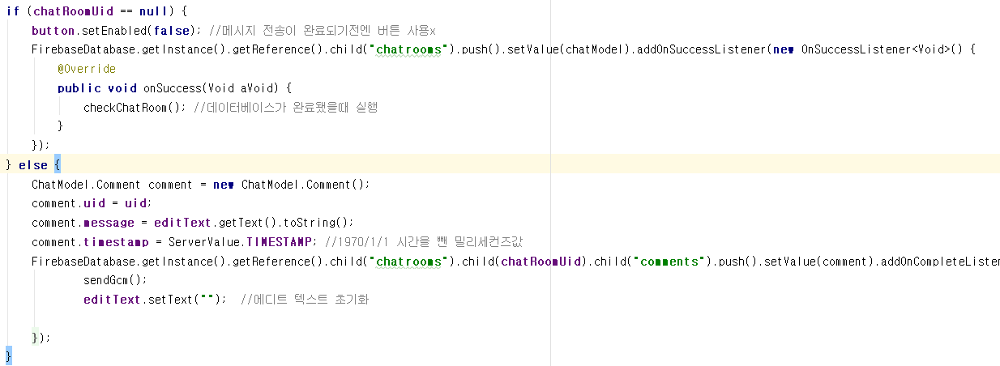 if (chatRoomUid == null) {
button.setEnabled(false); //메시지 전송이 완료되기전엔 버튼 사용x
FirebaseDatabase.getInstance().getReference().child("chatrooms").push().setValue(chatModel).addOnSuccessListener(new OnSuccessListener<Void>() {
@Override
public void onSuccess(Void aVoid) {
checkChatRoom(); //데이터베이스가 완료됐을때 실행
}
});
} else {
ChatModel.Comment comment = new ChatModel.Comment();
comment.uid = uid;
comment.message = editText.getText().toString();
comment.timestamp = ServerValue.TIMESTAMP; //1970/1/1 시간을 뺀 밀리세컨즈값
FirebaseDatabase.getInstance().getReference().child("chatrooms").child(chatRoomUid).child("comments").push().setValue(comment).addOnCompleteListe
sendGcm();
editText.setText(""); //에디트 텍스트 초기화
});
}